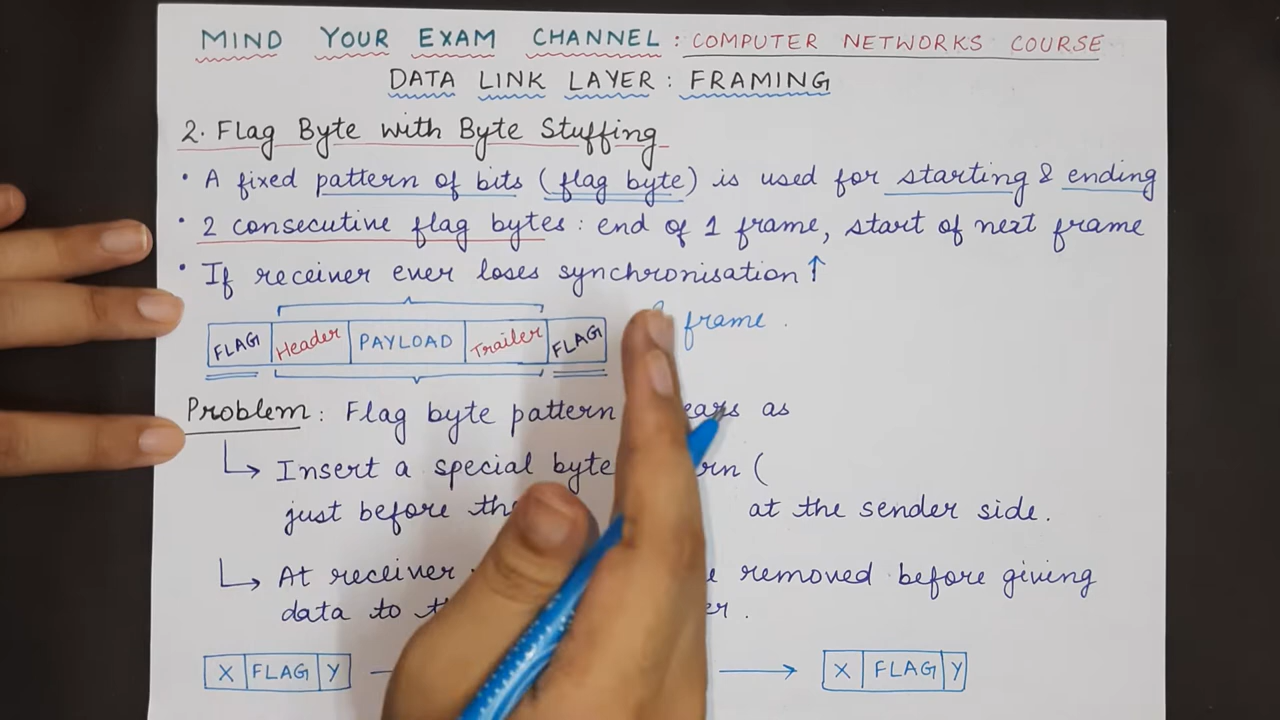 MIND YOUR EXAM CHANNEL : COMPUTER NETWORKS COURSE
DATA LINK LAYER : FRAMING
2. Flag Byte with Byte Stuffing
• A fixed pattern of bits (flag byte) is used for starting & ending
• 2 consecutive flag bytes : end of 1 frame, start of next frame
• If receiver ever loses synchronisation ↑
FLAG Header PAYLOAD Trailer FLAG frame .
Problem : Flag byte pattern as
↳ Insert a special byte (
just before at the sender side.
↳ At receiver removed before giving
data to
X FLAG Y → X FLAG Y